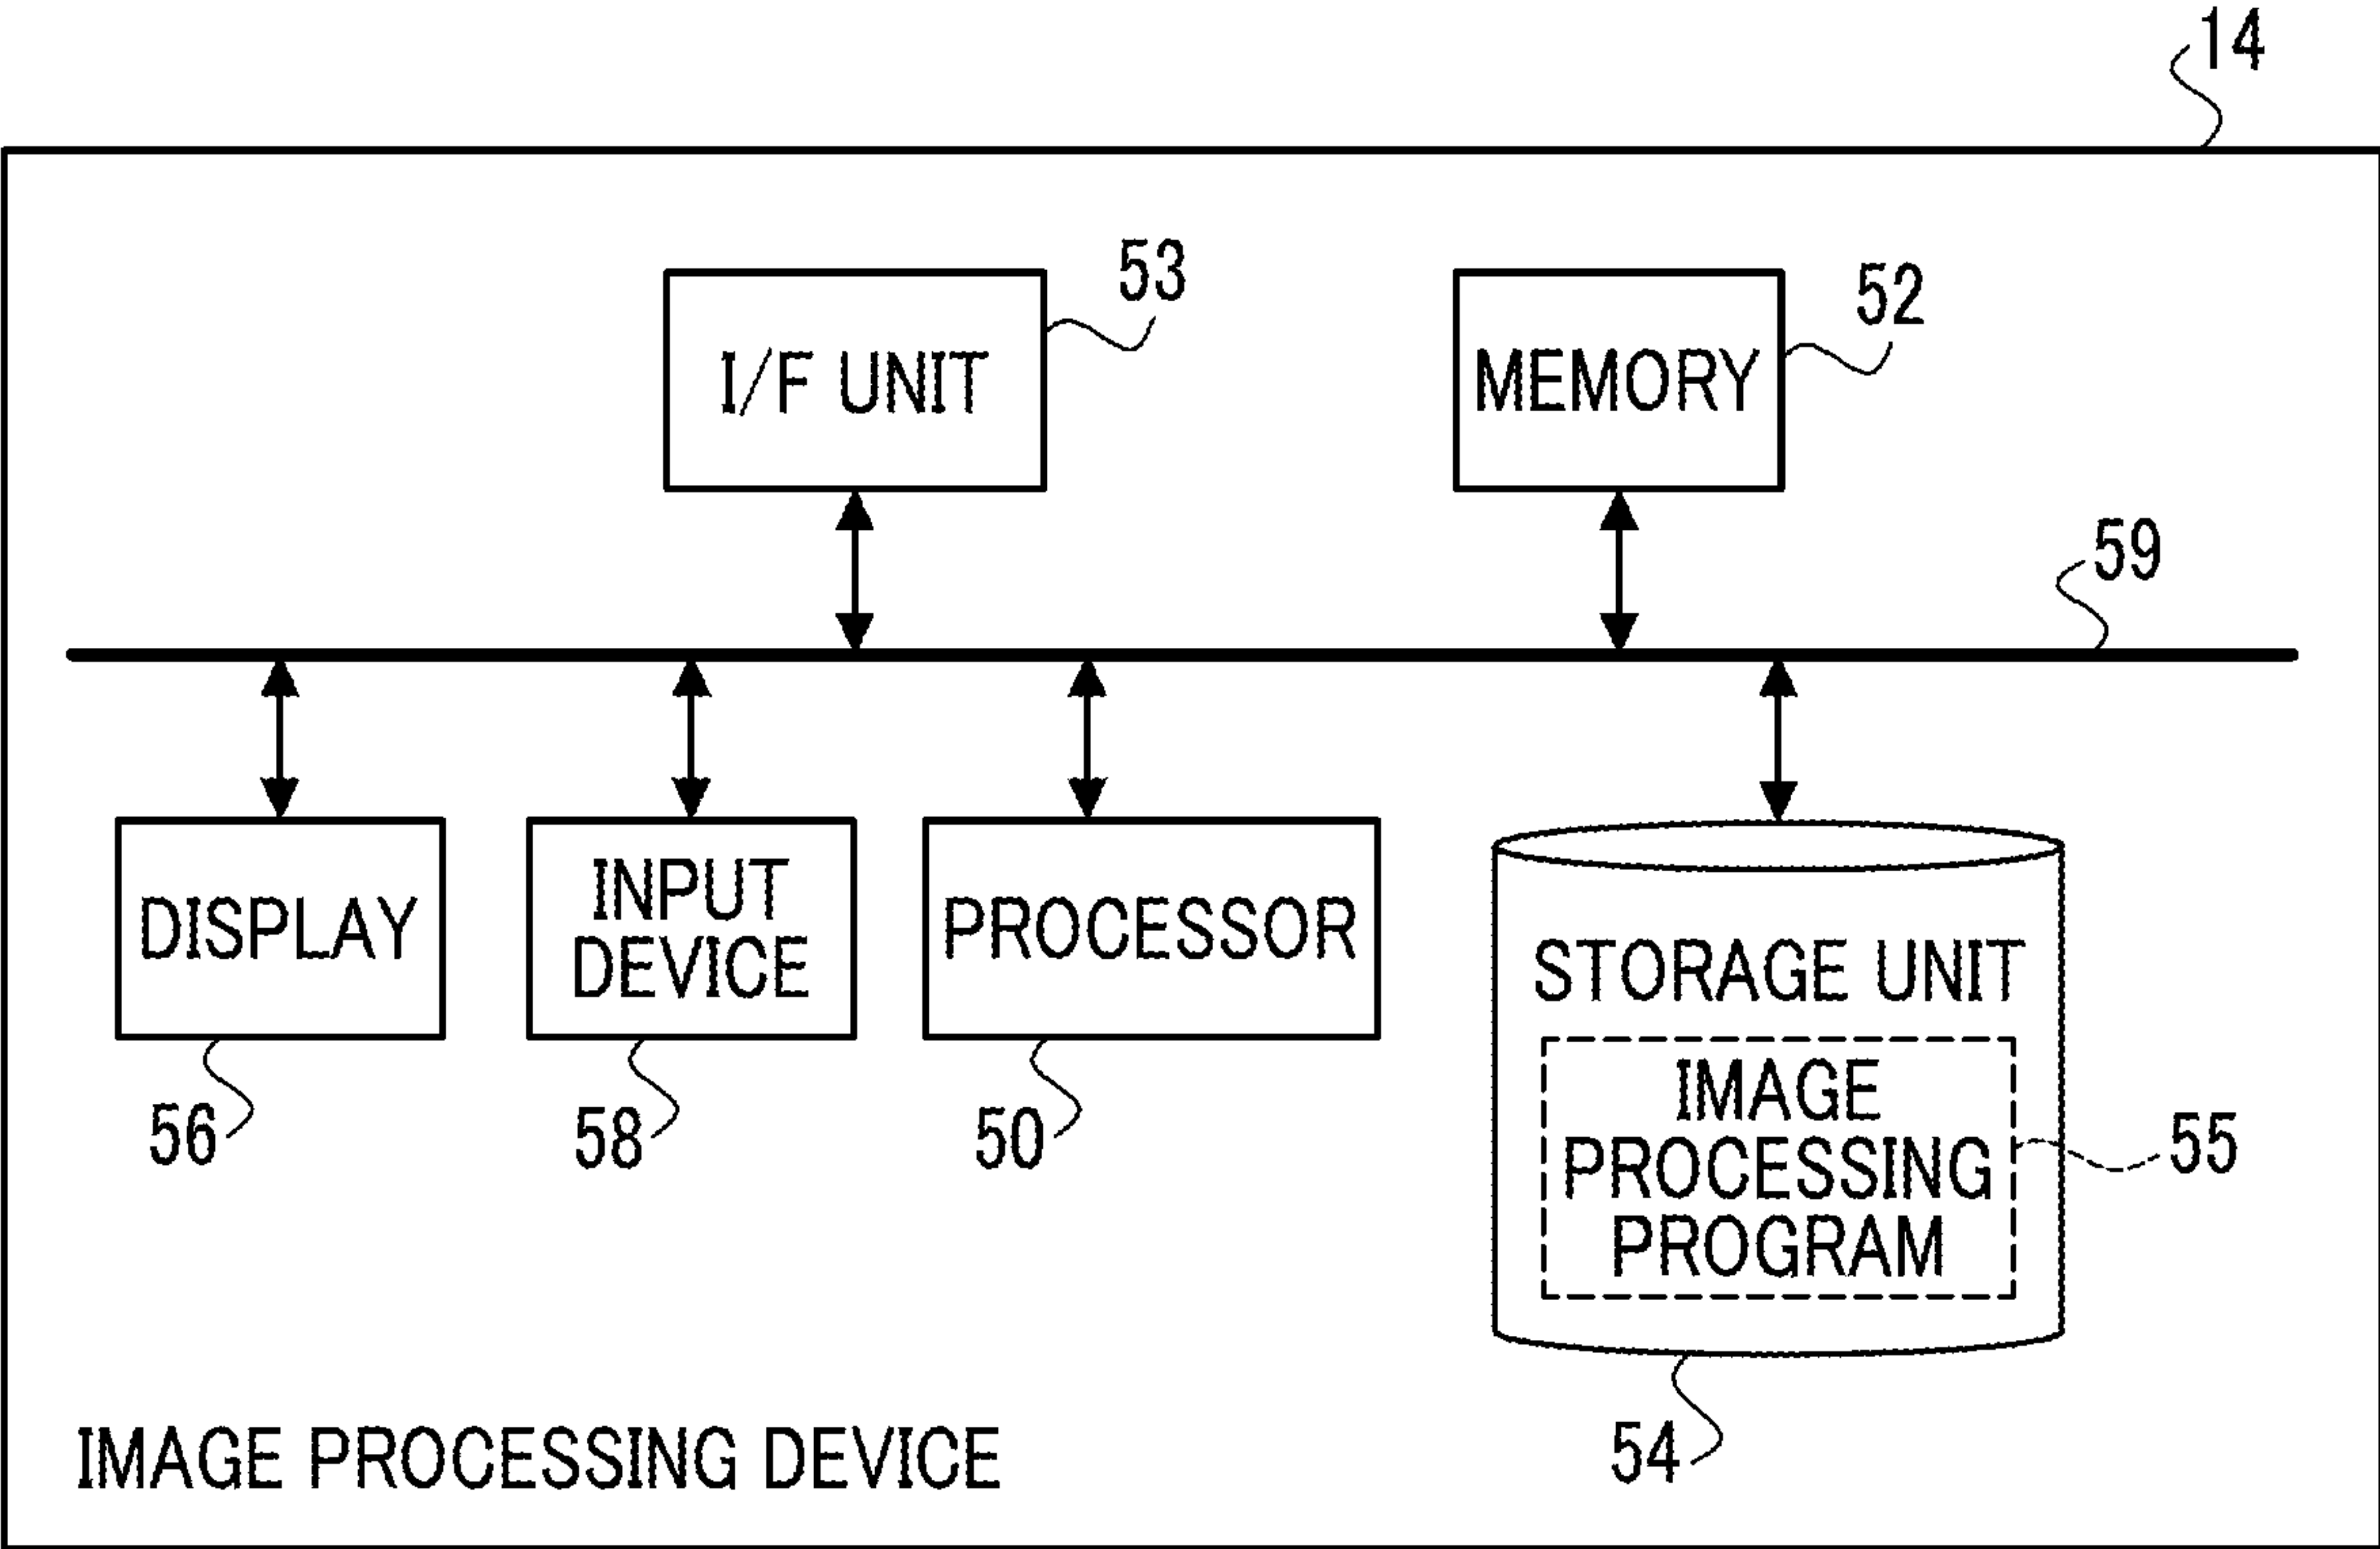 14
53
52
I/F UNIT
MEMORY
59
DISPLAY
INPUT
DEVICE
PROCESSOR
STORAGE UNIT
IMAGE
PROCESSING
PROGRAM
56
58
50
55
54
IMAGE PROCESSING DEVICE